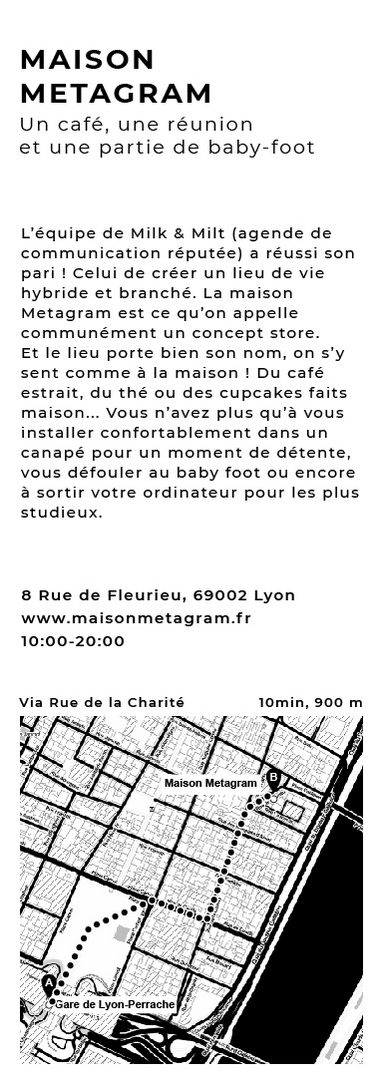 MAISON
METAGRAM
Un café, une réunion
et une partie de baby-foot
L'équipe de Milk & Milt (agende de
communication réputée) a réussi son
pari ! Celui de créer un lieu de vie
hybride et branché. La maison
Metagram est ce qu'on appelle
communément un concept store.
Et le lieu porte bien son nom, on s'y
sent comme à la maison ! Du café
estrait, du thé ou des cupcakes faits
maison... Vous n'avez plus qu'à vous
installer confortablement dans un
canapé pour un moment de détente,
vous défouler au baby foot ou encore
à sortir votre ordinateur pour les plus
studieux.
8 Rue de Fleurieu, 69002 Lyon
www.maisonmetagram.fr
10:00-20:00
Via Rue de la Charité 10min, 900 m
B
Maison Metagram
A
Gare de Lyon-Perrache